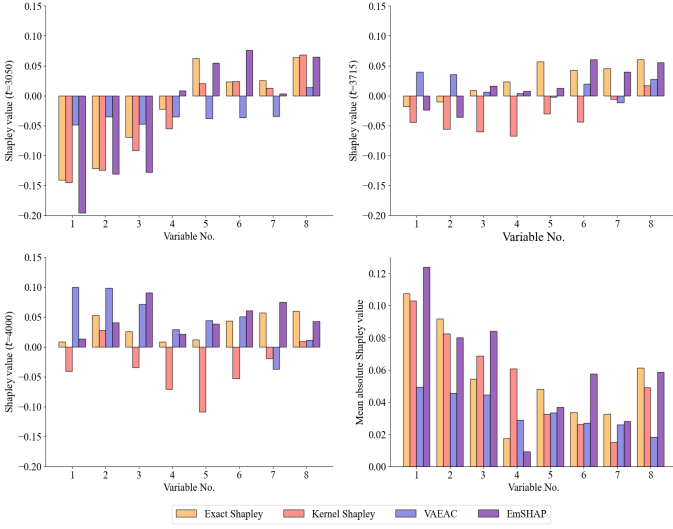 0.15 0.15
0.10 0.10
0.05 0.05
0.00 0.00
−0.05 −0.05
−0.10 −0.10
−0.15 −0.15
−0.20 −0.20
Shapley value (t=3050) Shapley value (t=3715)
1 2 3 4 5 6 7 8 1 2 3 4 5 6 7 8
Variable No. Variable No.
0.15 0.12
0.10 0.10
0.05 0.08
0.00 0.06
−0.05 0.04
−0.10 0.02
−0.15 0.00
−0.20
Shapley value (t=4000) Mean absolute Shapley value
1 2 3 4 5 6 7 8 1 2 3 4 5 6 7 8
Variable No. Variable No.
Exact Shapley Kernel Shapley VAEAC EmSHAP